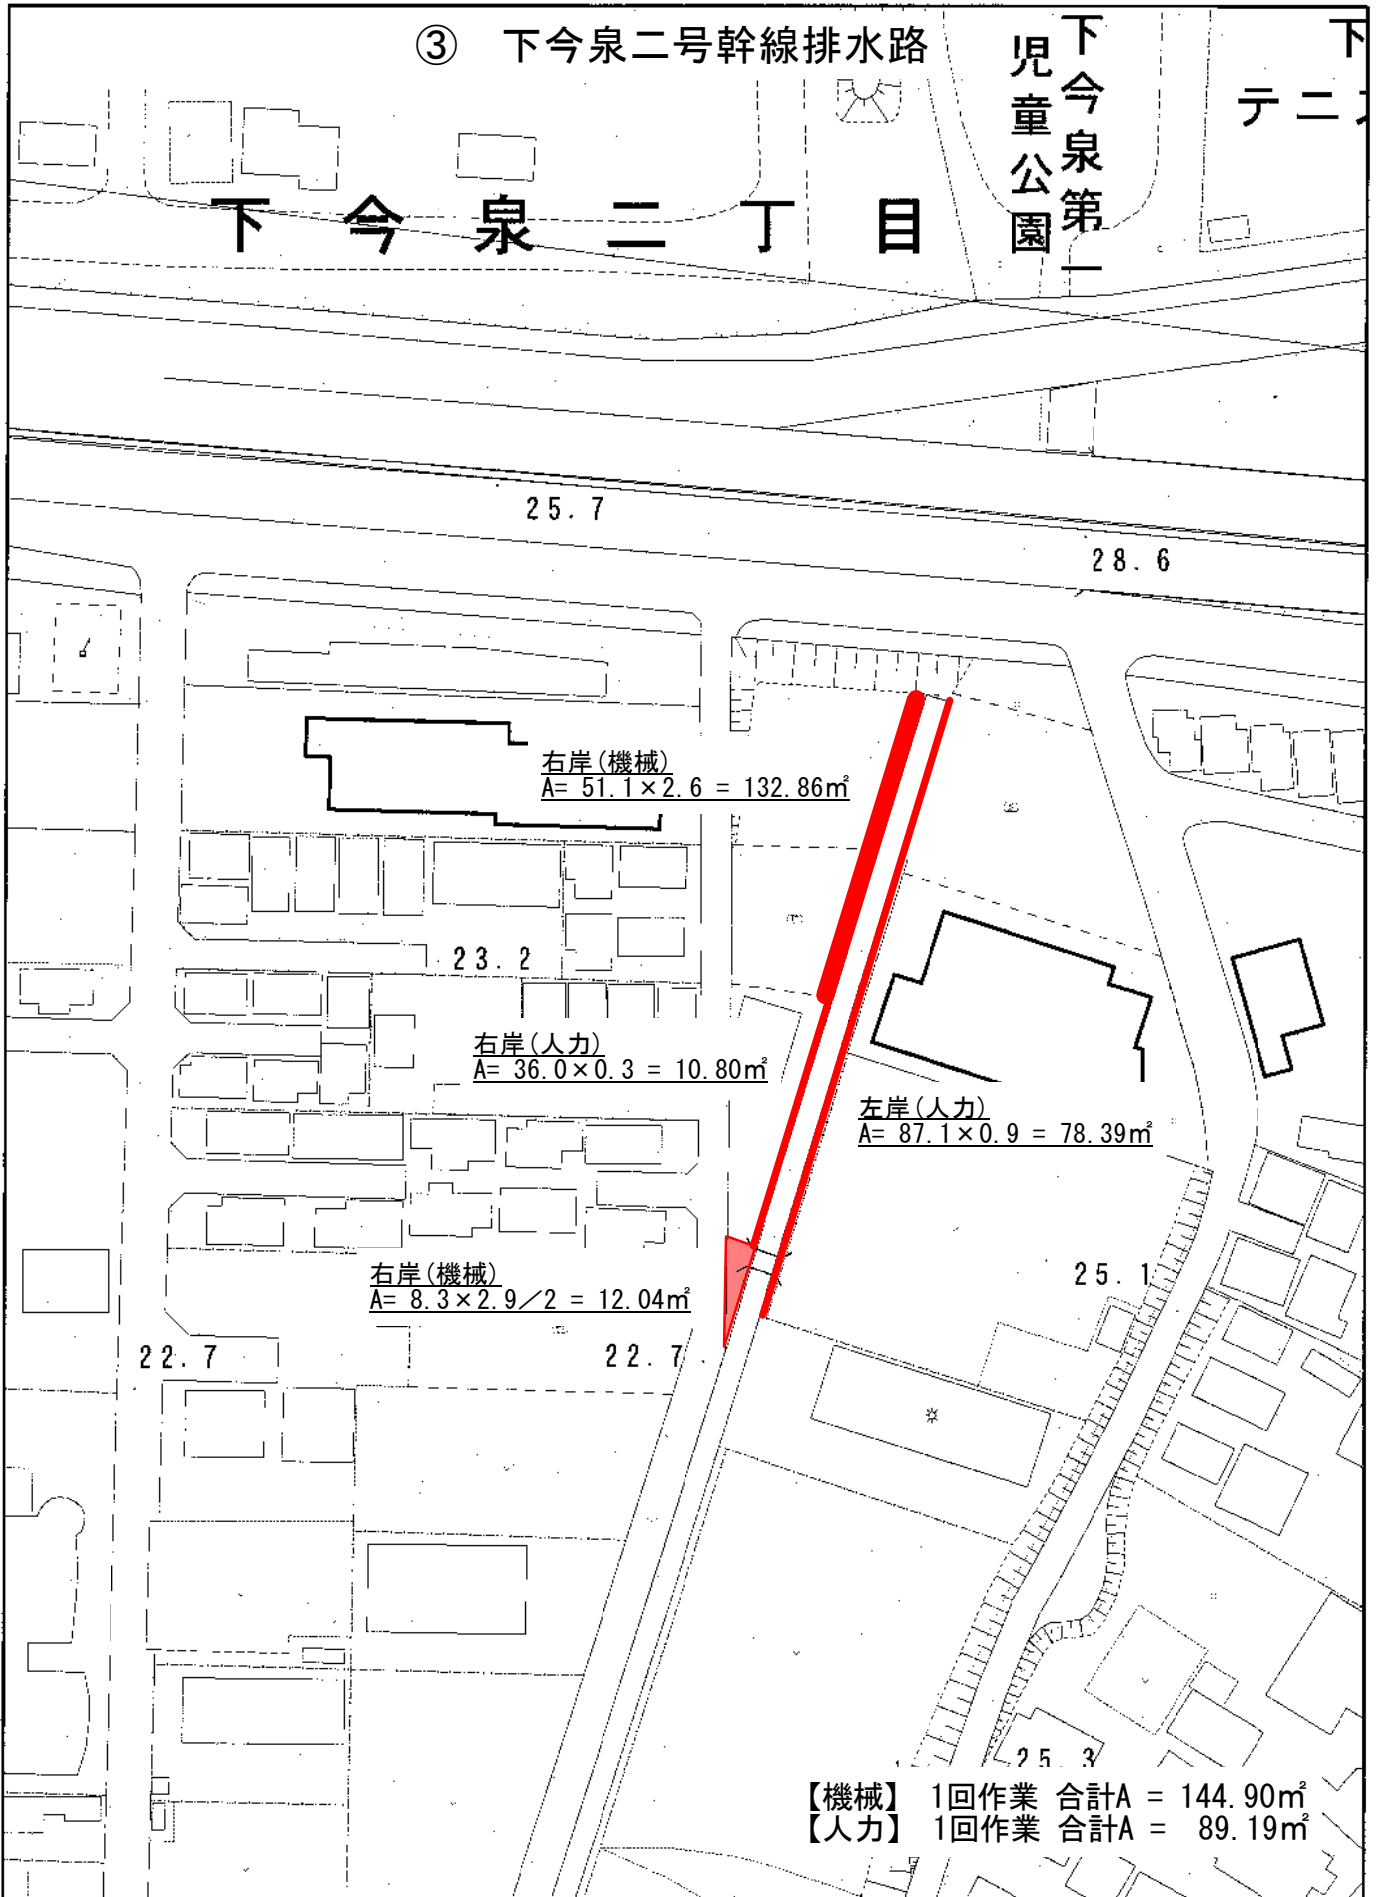 ③ 下今泉二号幹線排水路
下今泉第一
児童公園
下
テニ
下今泉二丁目
25.7
28.6
右岸(機械)
A= 51.1×2.6 = 132.86㎡
23.2
右岸(人力)
A= 36.0×0.3 = 10.80㎡
左岸(人力)
A= 87.1×0.9 = 78.39㎡
右岸(機械)
A= 8.3×2.9／2 = 12.04㎡
25.1
22.7
22.7
25.3
【機械】 1回作業 合計A = 144.90㎡
【人力】 1回作業 合計A = 89.19㎡